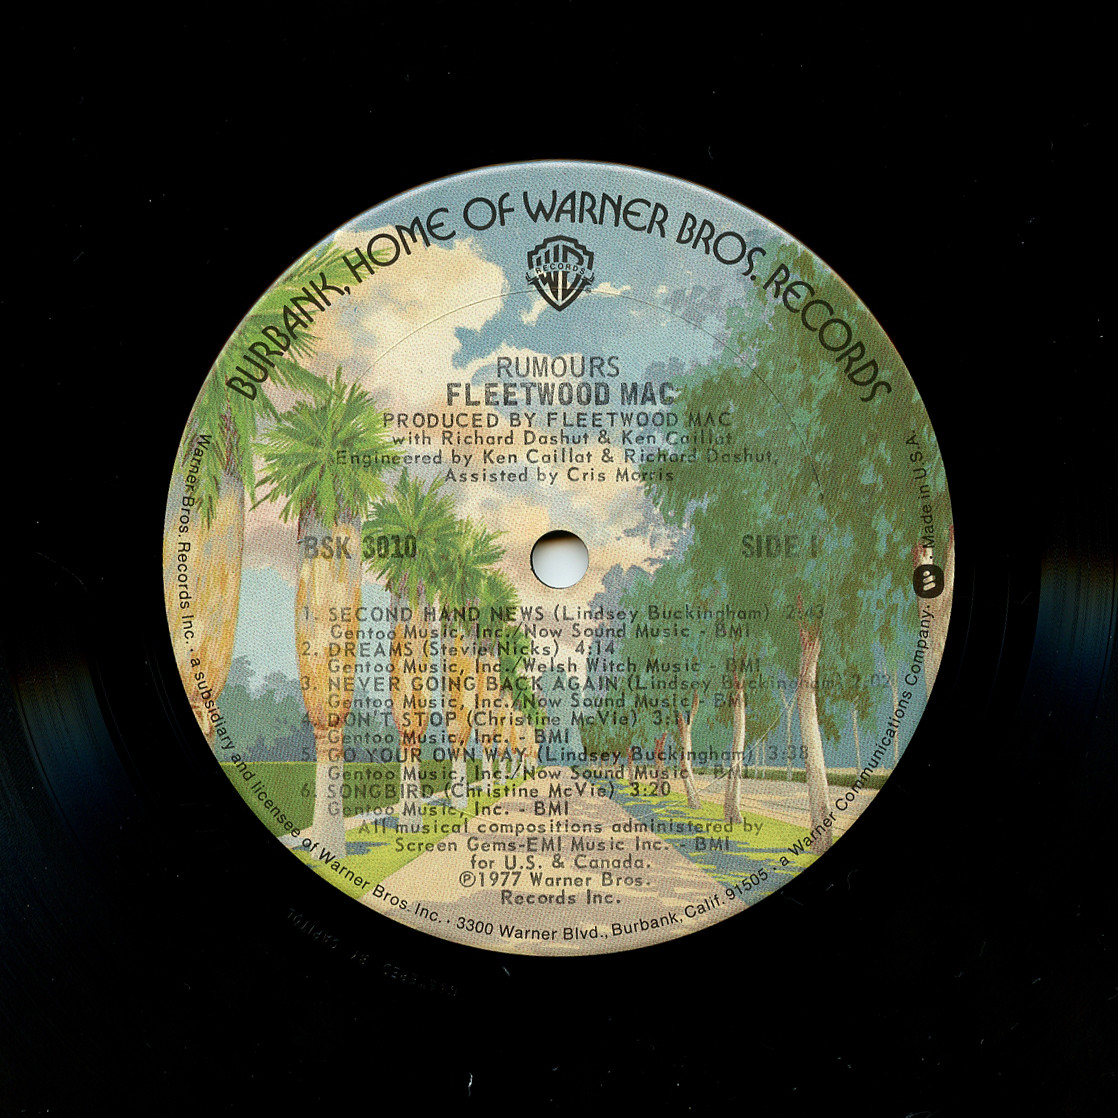 BURBANK, HOME OF WARNER BROS. RECORDS
RECORDS
RUMOURS
FLEETWOOD MAC
PRODUCED BY FLEETWOOD MAC
with Richard Dashut & Ken Caillat
Engineered by Ken Caillat & Richard Dashut,
Assisted by Cris Morris
BSK 3010
SIDE 1
1. SECOND HAND NEWS (Lindsey Buckingham) 2:43
Gentoo Music, Inc./Now Sound Music - BMI
2. DREAMS (Stevie Nicks) 4:14
Gentoo Music, Inc./Welsh Witch Music - BMI
3. NEVER GOING BACK AGAIN (Lindsey Buckingham) 2:02
Gentoo Music, Inc./Now Sound Music - BMI
4. DON'T STOP (Christine McVie) 3:11
Gentoo Music, Inc. - BMI
5. GO YOUR OWN WAY (Lindsey Buckingham) 3:38
Gentoo Music, Inc./Now Sound Music - BMI
6. SONGBIRD (Christine McVie) 3:20
Gentoo Music, Inc. - BMI
All musical compositions administered by
Screen Gems-EMI Music Inc. - BMI
for U.S. & Canada.
℗1977 Warner Bros.
Records Inc.
Warner Bros. Records Inc. · a subsidiary and licensee of Warner Bros. Inc. · 3300 Warner Blvd., Burbank, Calif. 91505 · a Warner Communications Company. · Made in U.S.A.
MASTERED BY CAPITOL